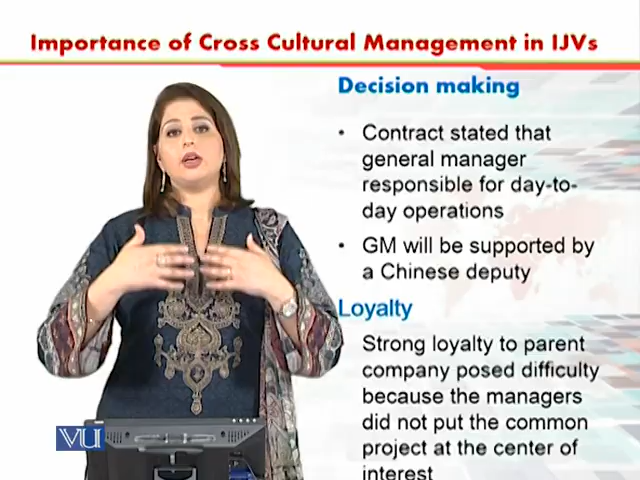 Importance of Cross Cultural Management in IJVs
Decision making
• Contract stated that
general manager
responsible for day-to-
day operations
• GM will be supported by
a Chinese deputy
Loyalty
Strong loyalty to parent
company posed difficulty
because the managers
did not put the common
project at the center of
interest
VU